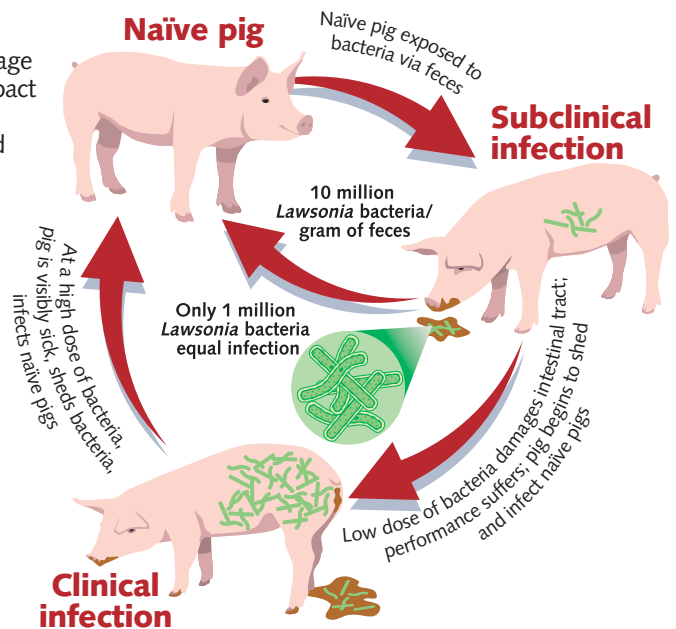 age
pact
d
Naïve pig
Naïve pig exposed to
bacteria via feces
Subclinical
infection
10 million
Lawsonia bacteria/
gram of feces
Only 1 million
Lawsonia bacteria
equal infection
Low dose of bacteria damages intestinal tract;
performance suffers; pig begins to shed
and infect naïve pigs
Clinical
infection
At a high dose of bacteria,
pig is visibly sick, sheds bacteria,
infects naïve pigs